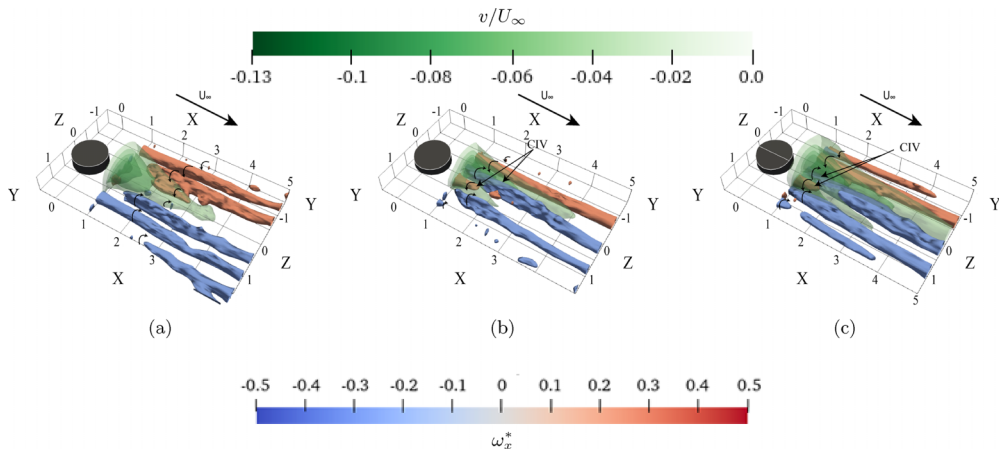 v/U∞
-0.13 -0.1 -0.08 -0.06 -0.04 -0.02 0.0
U∞ U∞ U∞
Z -1 0 0 1 X 2 3 4 5 Y -1 0 Z 1 Y 0 1 2 X 3
CIV
Z -1 0 0 1 X 2 3 4 5 Y -1 0 Z 1 Y 0 1 2 X 3
CIV
Z -1 0 0 1 X 2 3 4 5 Y -1 0 Z 1 Y 0 1 2 X 3 4 5
(a) (b) (c)
-0.5 -0.4 -0.3 -0.2 -0.1 0 0.1 0.2 0.3 0.4 0.5
ω*x